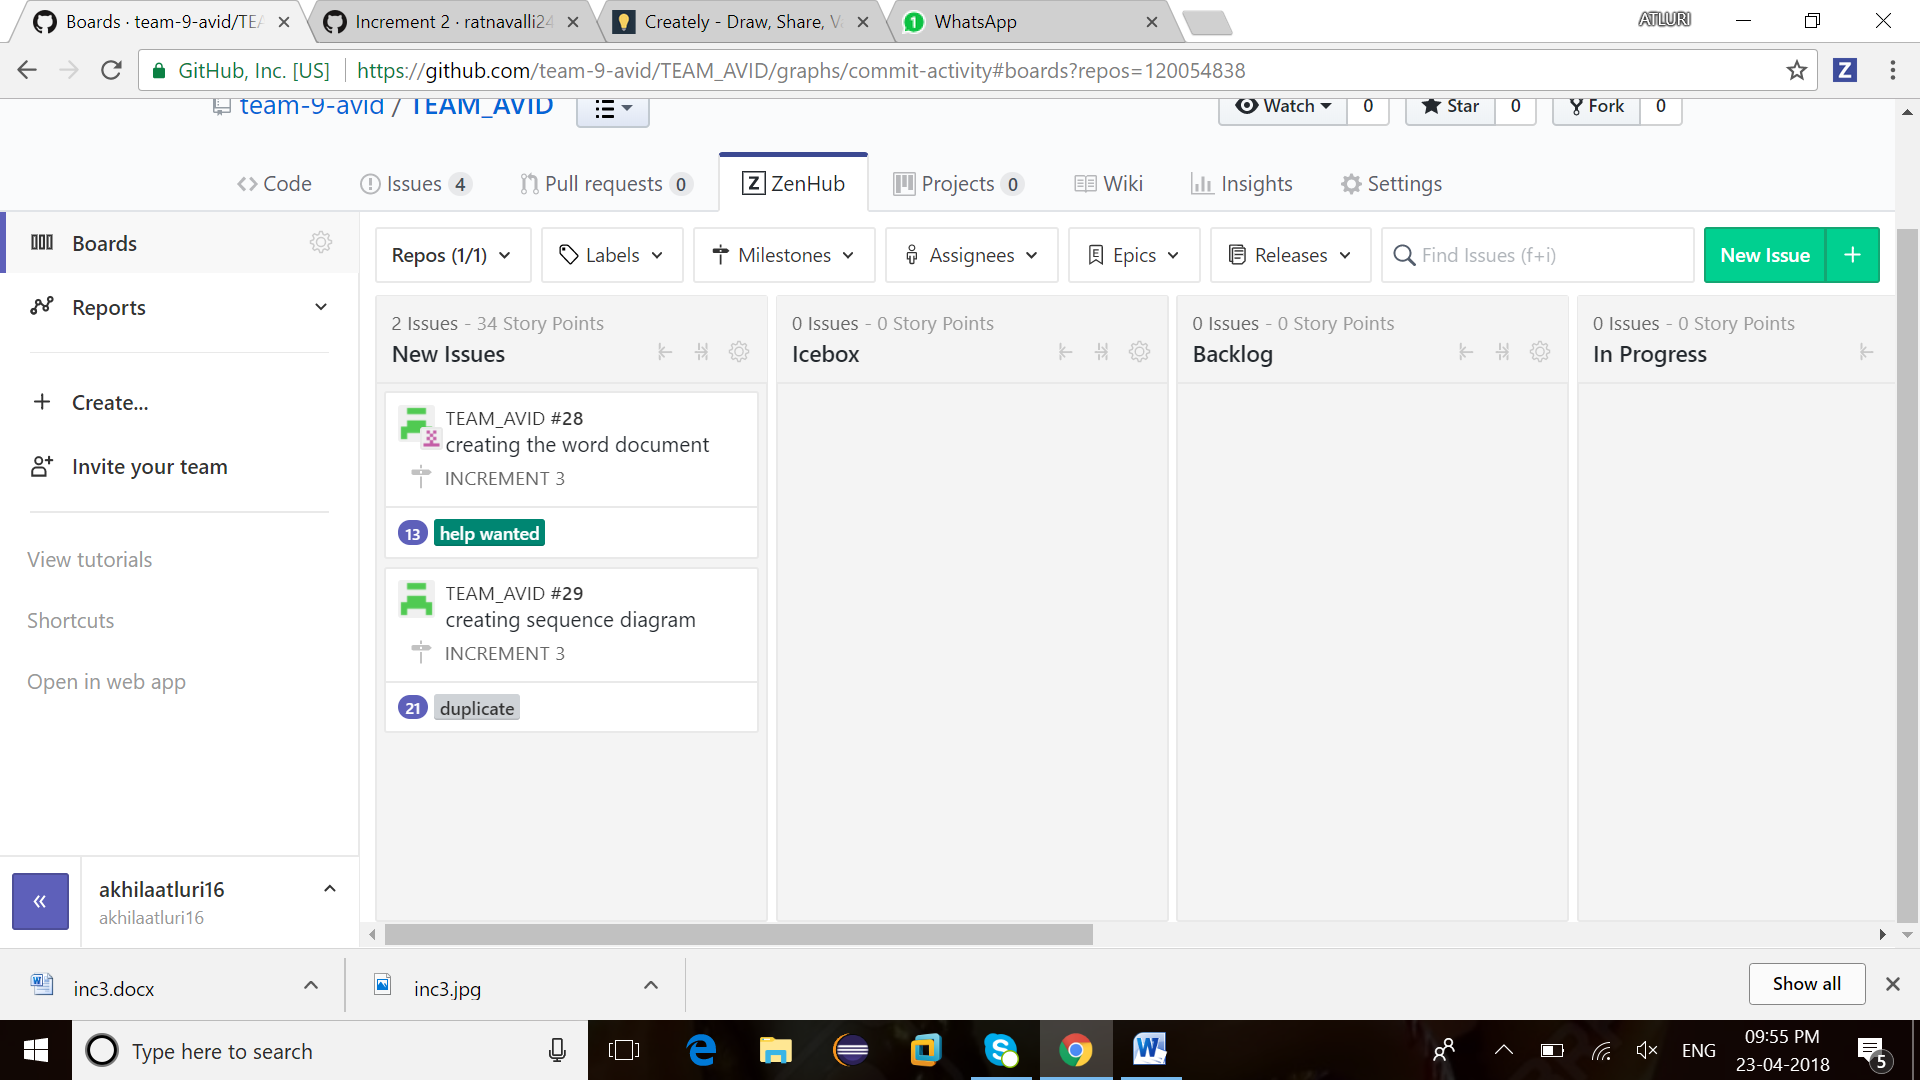 Boards · team-9-avid/TEA
Increment 2 · ratnavalli24
Creately - Draw, Share, Va
1
WhatsApp
ATLURI
GitHub, Inc. [US]
https://github.com/team-9-avid/TEAM_AVID/graphs/commit-activity#boards?repos=120054838
Z
team-9-avid / TEAM_AVID
Watch 0
Star 0
Fork 0
Code
Issues 4
Pull requests 0
Z ZenHub
Projects 0
Wiki
Insights
Settings
Boards
Reports
Create...
Invite your team
View tutorials
Shortcuts
Open in web app
akhilaatluri16
akhilaatluri16
Repos (1/1)
Labels
Milestones
Assignees
Epics
Releases
Find Issues (f+i)
New Issue
2 Issues - 34 Story Points
New Issues
TEAM_AVID #28
creating the word document
INCREMENT 3
13 help wanted
TEAM_AVID #29
creating sequence diagram
INCREMENT 3
21 duplicate
0 Issues - 0 Story Points
Icebox
0 Issues - 0 Story Points
Backlog
0 Issues - 0 Story Points
In Progress
inc3.docx
inc3.jpg
Show all
Type here to search
ENG
09:55 PM
23-04-2018
5